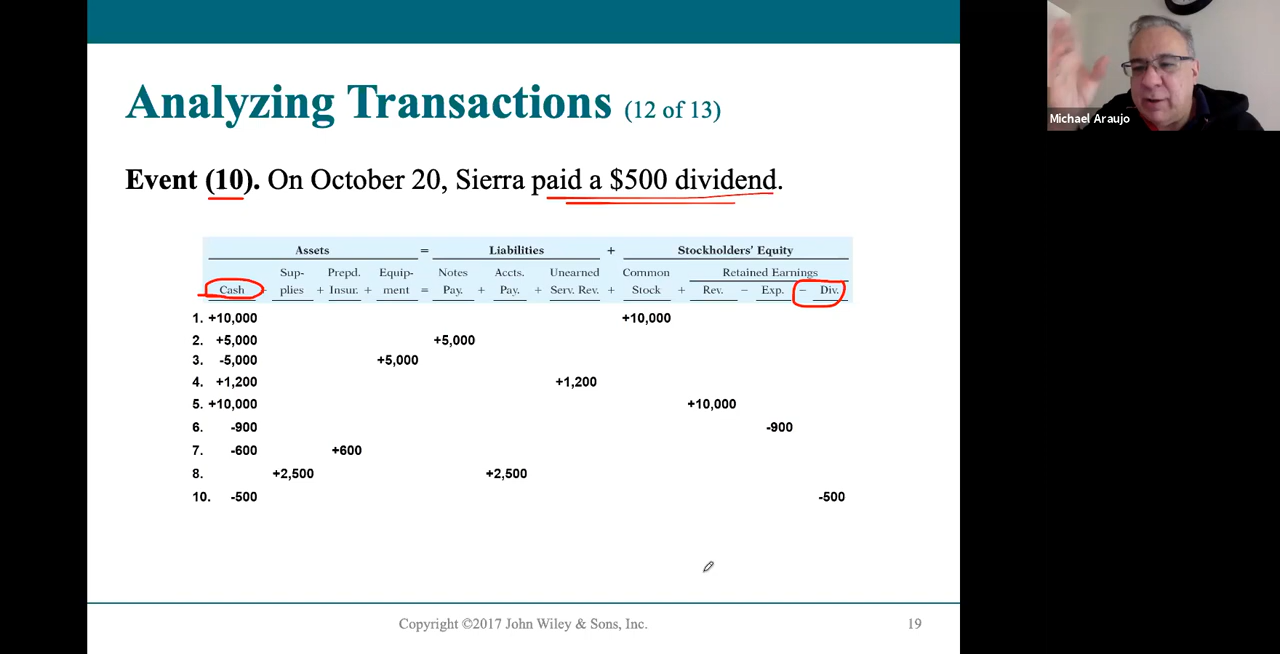 Analyzing Transactions (12 of 13)
Michael Araujo
Event (10). On October 20, Sierra paid a $500 dividend.
Assets = Liabilities + Stockholders' Equity
Sup- Prepd. Equip- Notes Accts. Unearned Common Retained Earnings
Cash + plies + Insur. + ment = Pay. + Pay. + Serv. Rev. + Stock + Rev. − Exp. − Div.
1. +10,000 +10,000
2. +5,000 +5,000
3. -5,000 +5,000
4. +1,200 +1,200
5. +10,000 +10,000
6. -900 -900
7. -600 +600
8. +2,500 +2,500
10. -500 -500
Copyright ©2017 John Wiley & Sons, Inc. 19